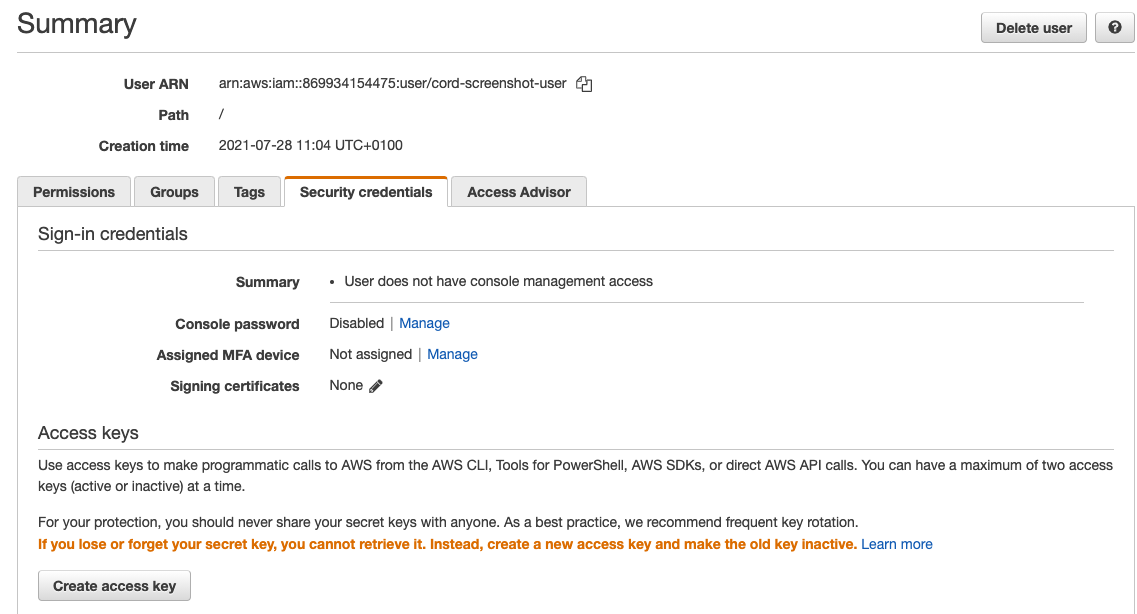 Summary
Delete user
?
User ARN arn:aws:iam::869934154475:user/cord-screenshot-user
Path /
Creation time 2021-07-28 11:04 UTC+0100
Permissions Groups Tags Security credentials Access Advisor
Sign-in credentials
Summary • User does not have console management access
Console password Disabled | Manage
Assigned MFA device Not assigned | Manage
Signing certificates None
Access keys
Use access keys to make programmatic calls to AWS from the AWS CLI, Tools for PowerShell, AWS SDKs, or direct AWS API calls. You can have a maximum of two access
keys (active or inactive) at a time.
For your protection, you should never share your secret keys with anyone. As a best practice, we recommend frequent key rotation.
If you lose or forget your secret key, you cannot retrieve it. Instead, create a new access key and make the old key inactive. Learn more
Create access key